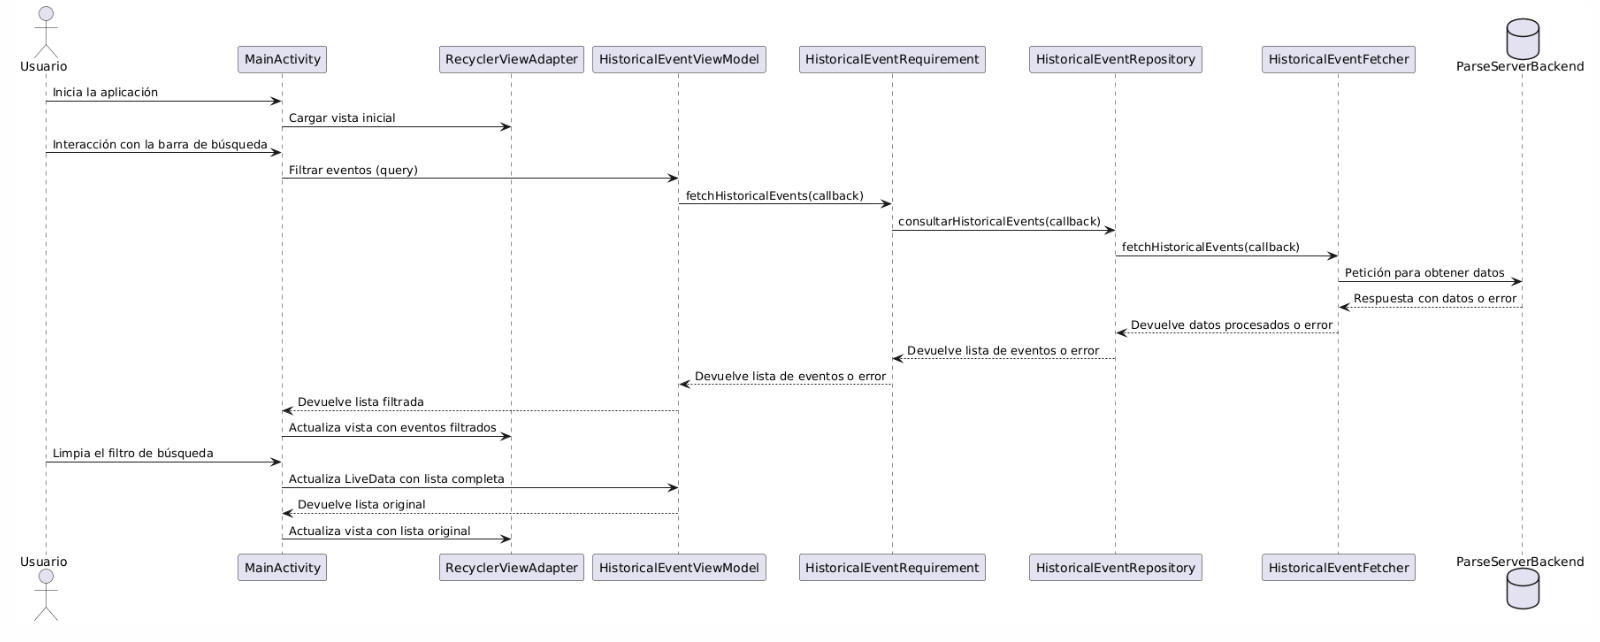 Usuario
MainActivity
RecyclerViewAdapter
HistoricalEventViewModel
HistoricalEventRequirement
HistoricalEventRepository
HistoricalEventFetcher
ParseServerBackend
Inicia la aplicación
Cargar vista inicial
Interacción con la barra de búsqueda
Filtrar eventos (query)
fetchHistoricalEvents(callback)
consultarHistoricalEvents(callback)
fetchHistoricalEvents(callback)
Petición para obtener datos
Respuesta con datos o error
Devuelve datos procesados o error
Devuelve lista de eventos o error
Devuelve lista de eventos o error
Devuelve lista filtrada
Actualiza vista con eventos filtrados
Limpia el filtro de búsqueda
Actualiza LiveData con lista completa
Devuelve lista original
Actualiza vista con lista original
Usuario
MainActivity
RecyclerViewAdapter
HistoricalEventViewModel
HistoricalEventRequirement
HistoricalEventRepository
HistoricalEventFetcher
ParseServerBackend